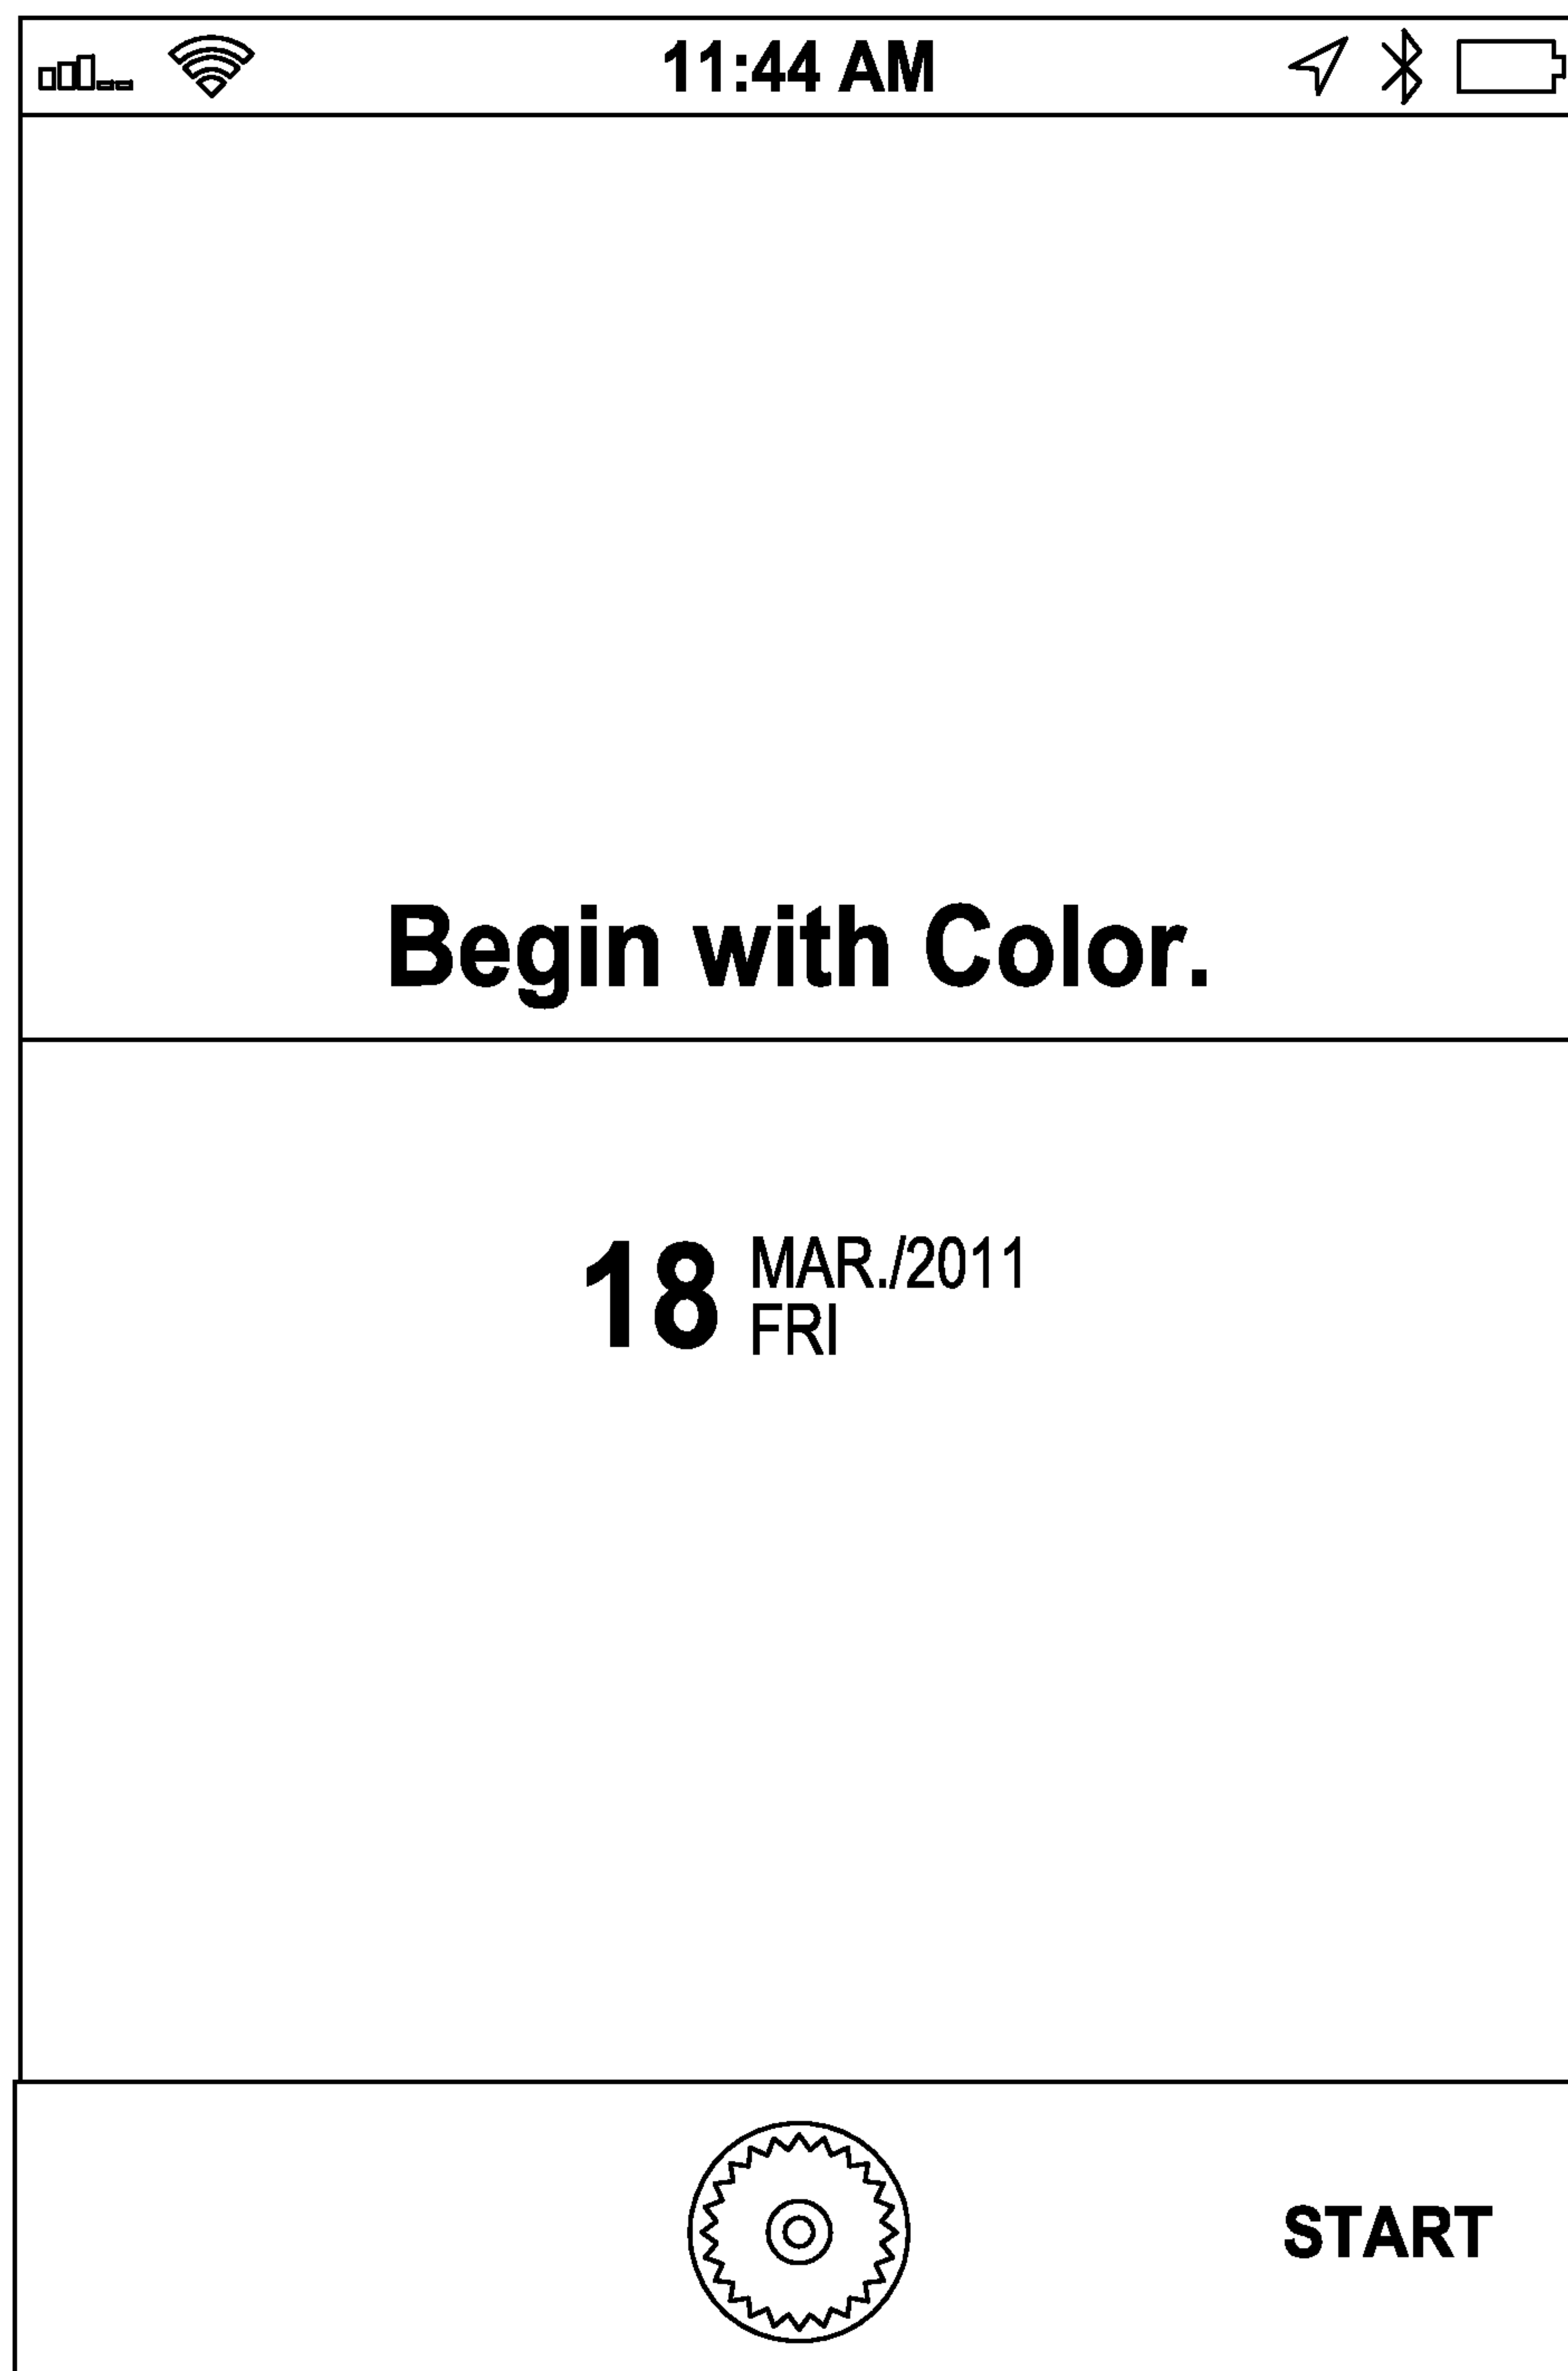 11:44 AM
Begin with Color.
18 MAR./2011
FRI
START